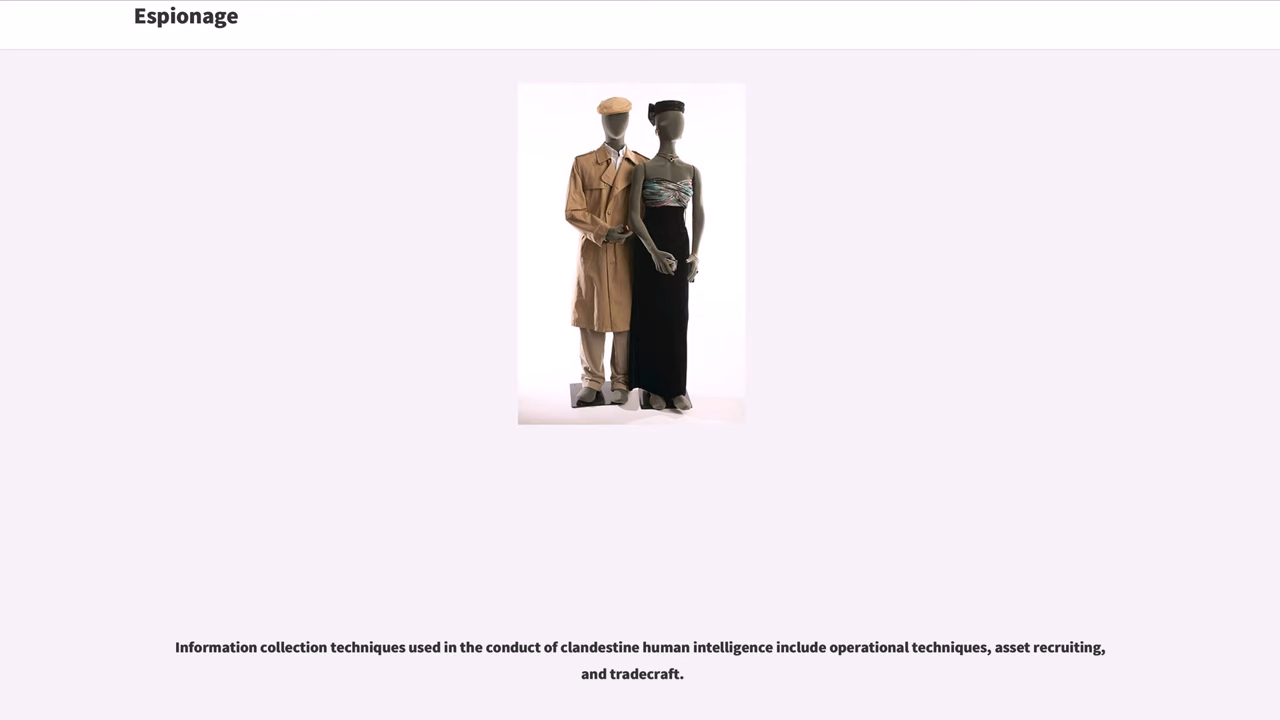 Espionage
Information collection techniques used in the conduct of clandestine human intelligence include operational techniques, asset recruiting,
and tradecraft.